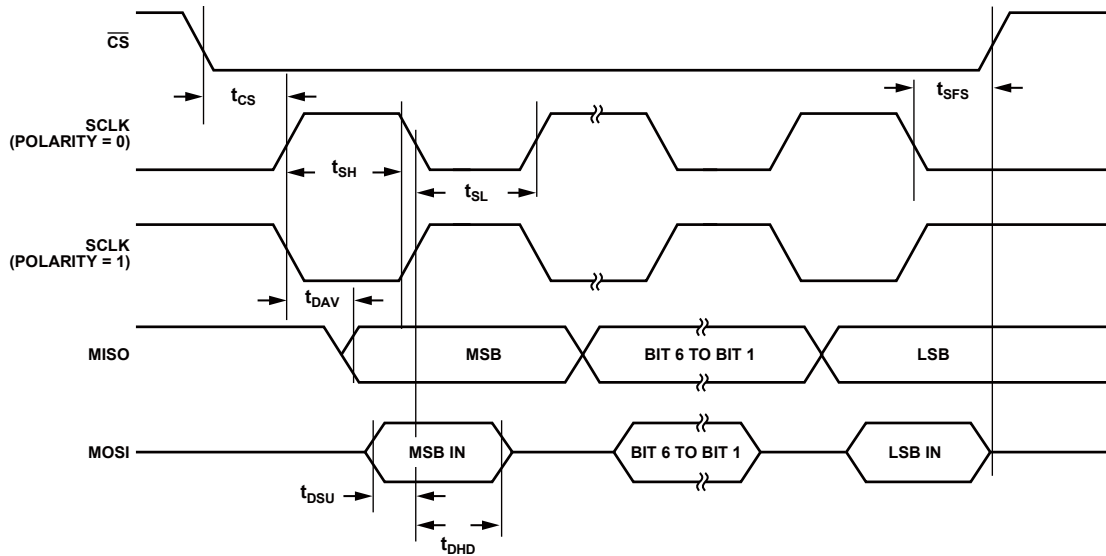 C̅S̅
t_CS
t_SFS
SCLK
(POLARITY = 0)
t_SH
t_SL
SCLK
(POLARITY = 1)
t_DAV
MISO
MSB
BIT 6 TO BIT 1
LSB
MOSI
MSB IN
BIT 6 TO BIT 1
LSB IN
t_DSU
t_DHD